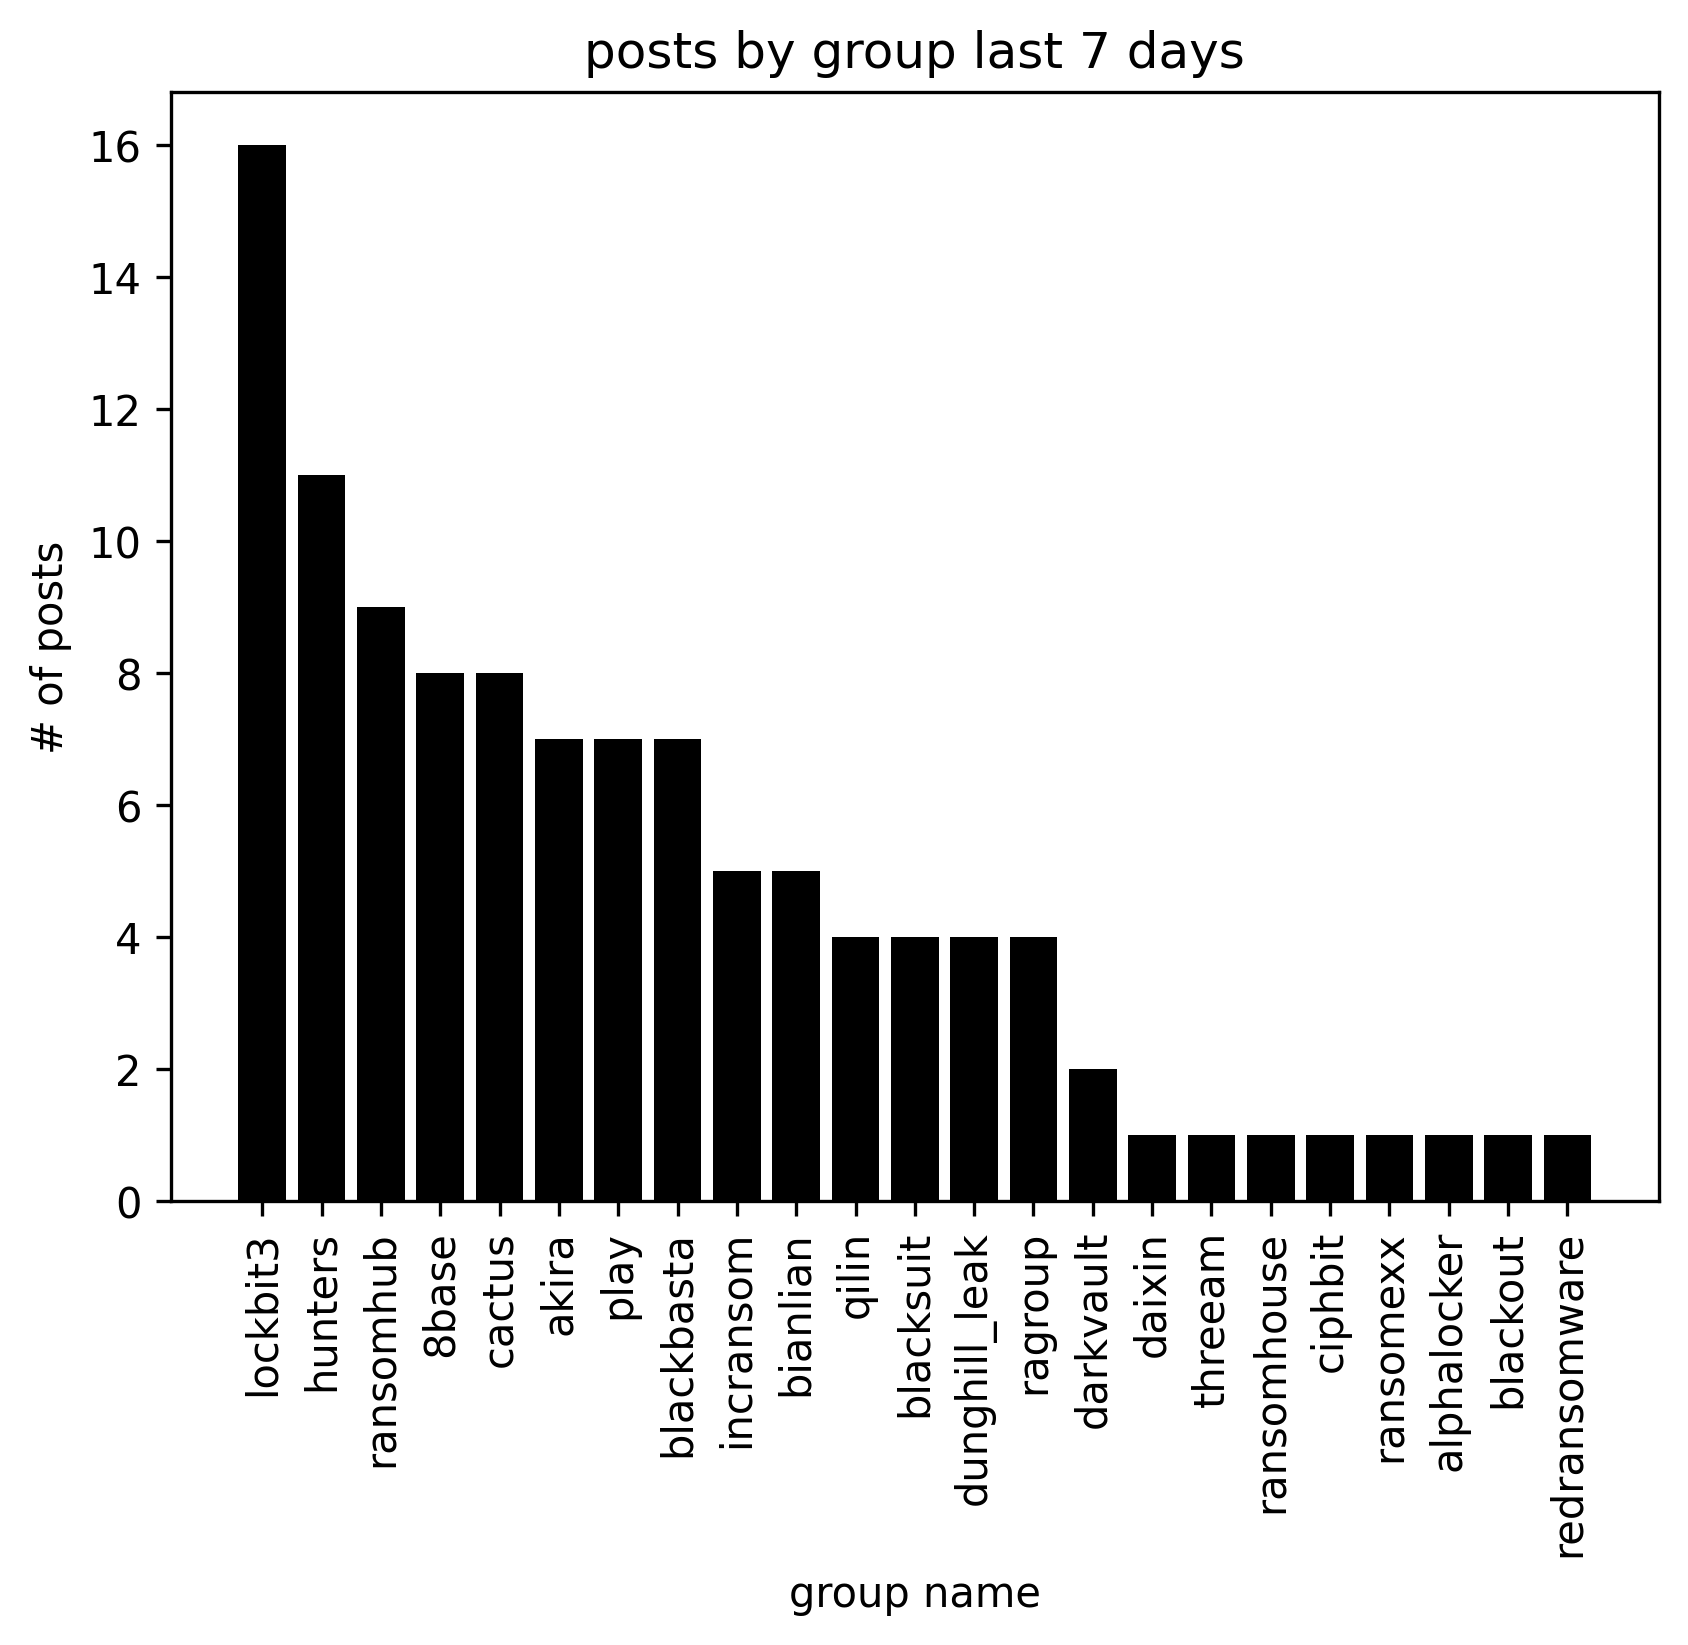 posts by group last 7 days
16
14
12
10
8
6
4
2
0
# of posts
lockbit3
hunters
ransomhub
8base
cactus
akira
play
blackbasta
incransom
bianlian
qilin
blacksuit
dunghill_leak
ragroup
darkvault
daixin
threeam
ransomhouse
ciphbit
ransomexx
alphalocker
blackout
redransomware
group name